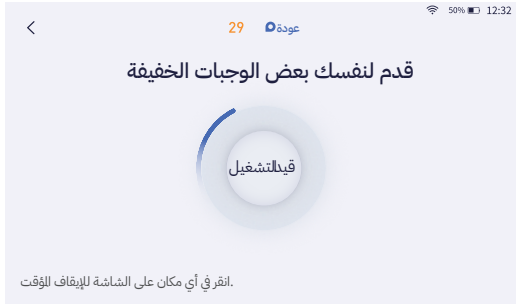 50% 12:32
عودة 29
قدم لنفسك بعض الوجبات الخفيفة
قيدالتشغيل
انقر في أي مكان على الشاشة للإيقاف المؤقت.